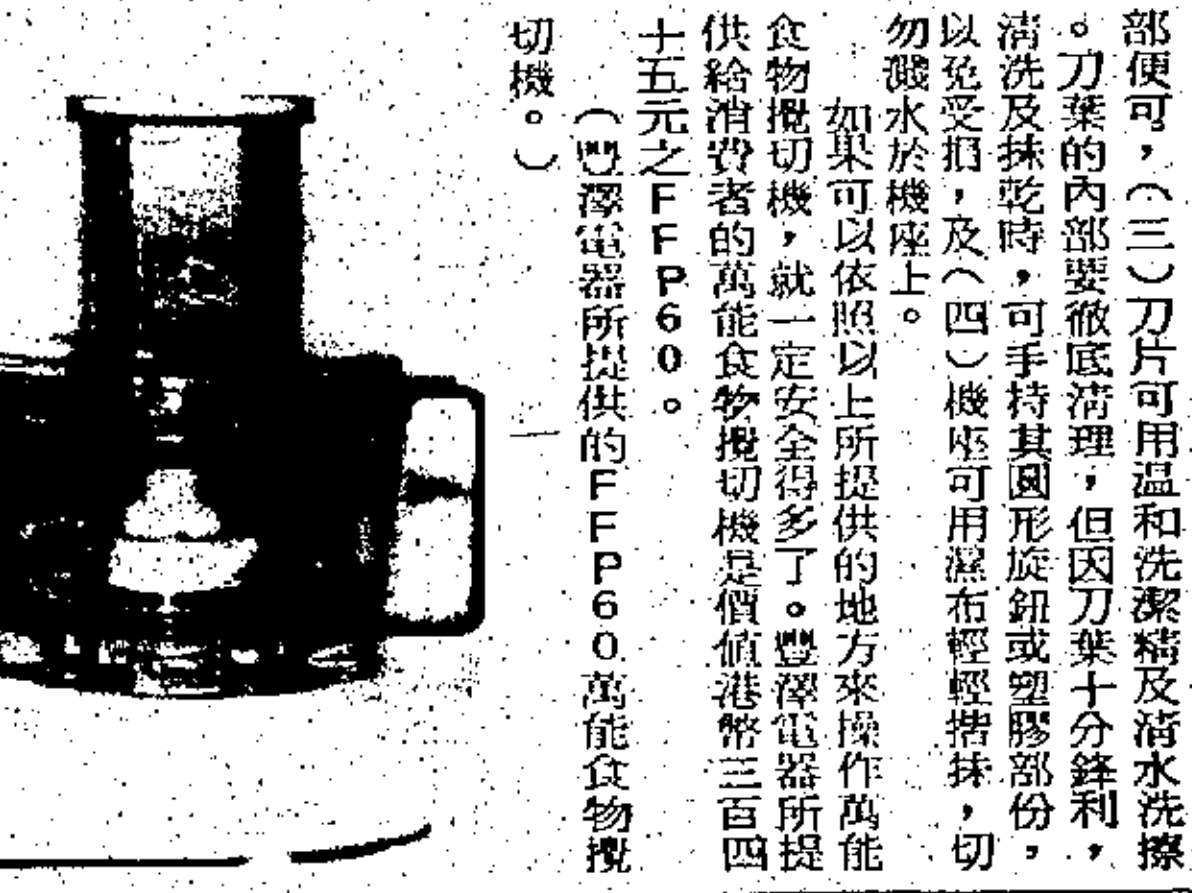 部便可，（三）刀片可用温和洗潔精及清水洗擦
。刀葉的內部要徹底清理，但因刀葉十分鋒利，
清洗及抹乾時，可手持其圓形旋鈕或塑膠部份，
以免受損，及（四）機座可用濕布輕輕揩抹，切
勿濺水於機座上。
如果可以依照以上所提供的地方來操作萬能
食物攪切機，就一定安全得多了。豐澤電器所提
供給消費者的萬能食物攪切機是價值港幣三百四
十五元之FFP60。
（豐澤電器所提供的FFP60萬能食物攪
切機。）